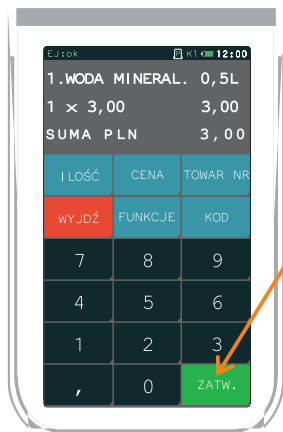 EJ:ok K1 12:00
1.WODA MINERAL. 0,5L
1 x 3,00 3,00
SUMA PLN 3,00
ILOŚĆ CENA TOWAR NR
WYJDŹ FUNKCJE KOD
7 8 9
4 5 6
1 2 3
, 0 ZATW.